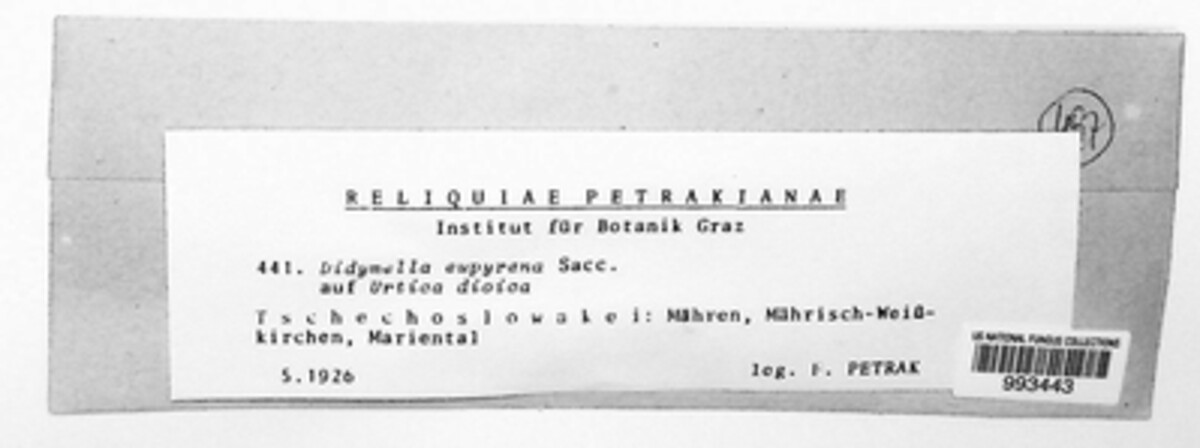 RELIQUIAE PETRAKIANAE
Institut für Botanik Graz
441. Didymella eupyrena Sacc.
auf Urtica dioica
Tschechoslowakei: Mähren, Mährisch-Weiß-
kirchen, Mariental
5.1926
leg. F. PETRAK
US NATIONAL FUNGUS COLLECTIONS
993443